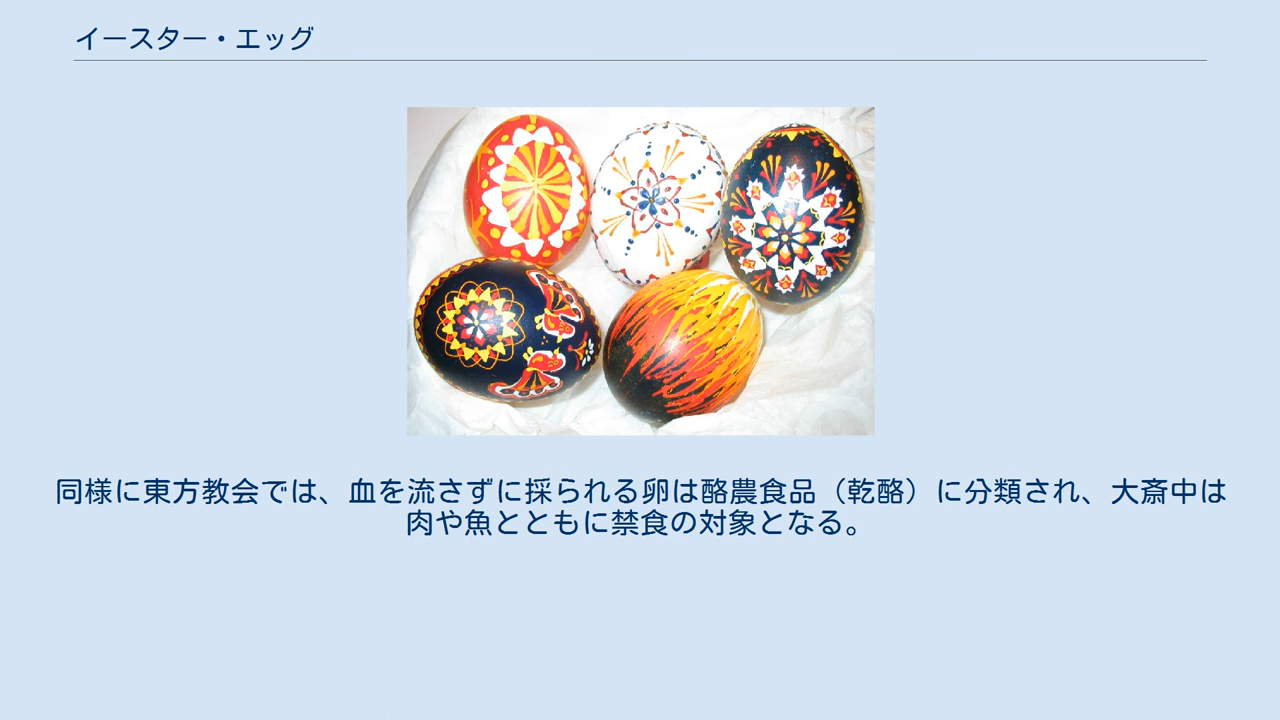 イースター・エッグ
同様に東方教会では、血を流さずに採られる卵は酪農食品（乾酪）に分類され、大斎中は
肉や魚とともに禁食の対象となる。